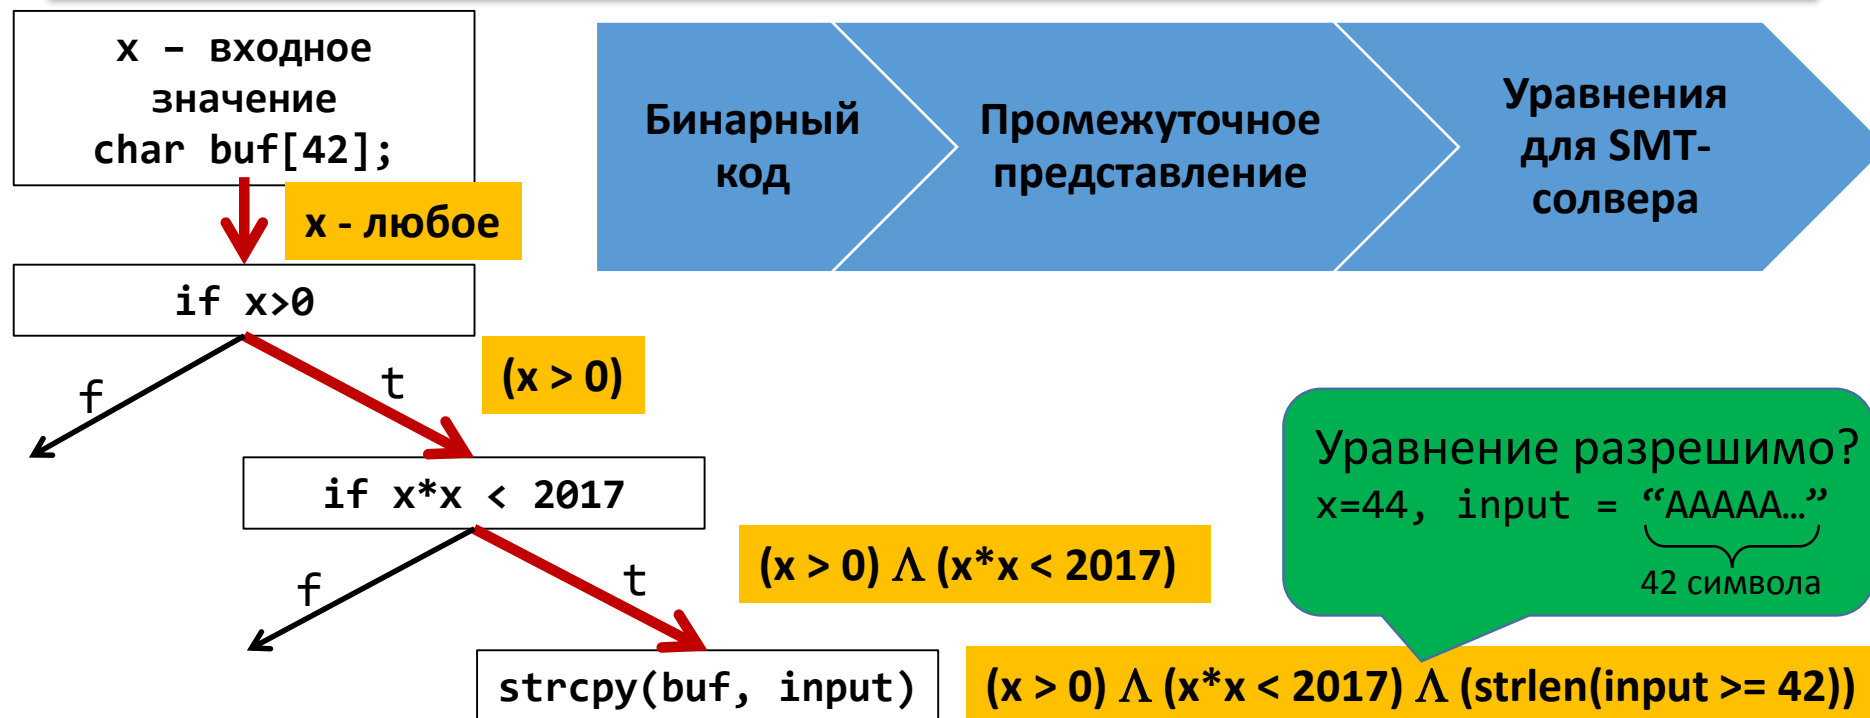 x – входное
значение
char buf[42];
Бинарный
код
Промежуточное
представление
Уравнения
для SMT-
солвера
x - любое
if x>0
f
t
(x > 0)
if x*x < 2017
f
t
(x > 0) Λ (x*x < 2017)
Уравнение разрешимо?
x=44, input = “AAAAA…”
42 символа
strcpy(buf, input)
(x > 0) Λ (x*x < 2017) Λ (strlen(input >= 42))